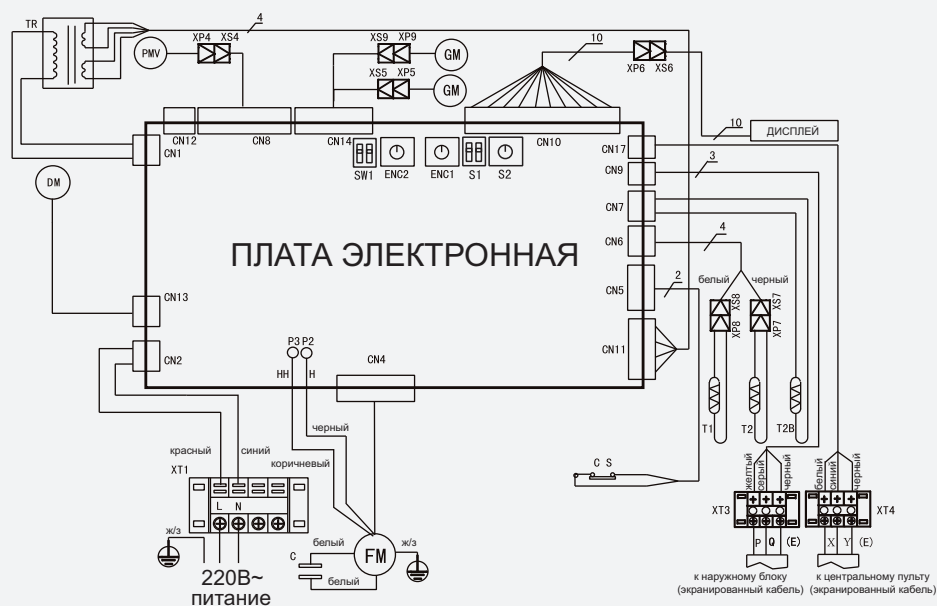 TR
4
XP4 XS4
PMV
XS9 XP9
GM
XS5 XP5
GM
10
XP6 XS6
10
ДИСПЛЕЙ
CN12
CN8
CN14
CN10
CN1
CN17
SW1
ENC2
ENC1
S1
S2
3
CN9
DM
CN7
ПЛАТА ЭЛЕКТРОННАЯ
CN6
4
белый
черный
CN5
2
XS8
XP8
XS7
XP7
CN13
CN11
CN2
P3 P2
CN4
HH
H
T1
T2
T2B
черный
красный
синий
коричневый
XT1
C S
желтый
серый
черный
белый
синий
черный
L N
XT3
XT4
ж/з
белый
C
FM
ж/з
белый
P Q (E)
X Y (E)
220В~
питание
к наружному блоку
(экранированный кабель)
к центральному пульту
(экранированный кабель)